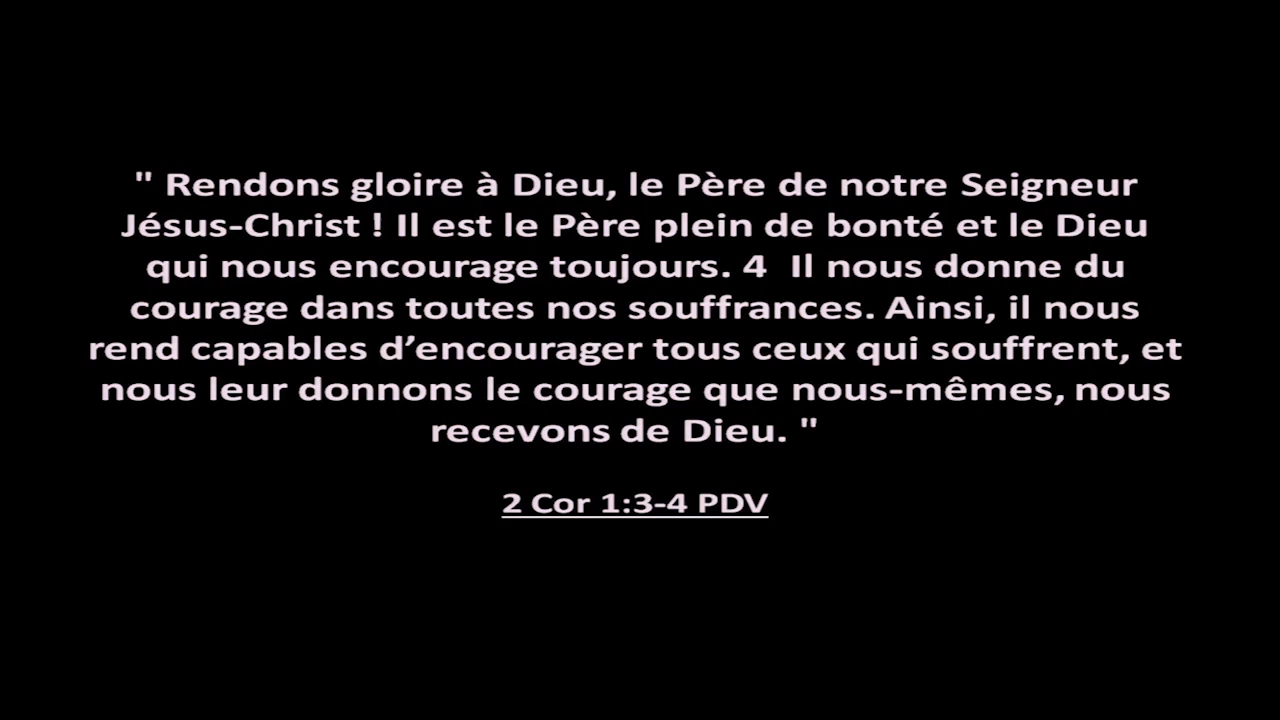 " Rendons gloire à Dieu, le Père de notre Seigneur
Jésus-Christ ! Il est le Père plein de bonté et le Dieu
qui nous encourage toujours. 4  Il nous donne du
courage dans toutes nos souffrances. Ainsi, il nous
rend capables d’encourager tous ceux qui souffrent, et
nous leur donnons le courage que nous-mêmes, nous
recevons de Dieu. "
2 Cor 1:3-4 PDV